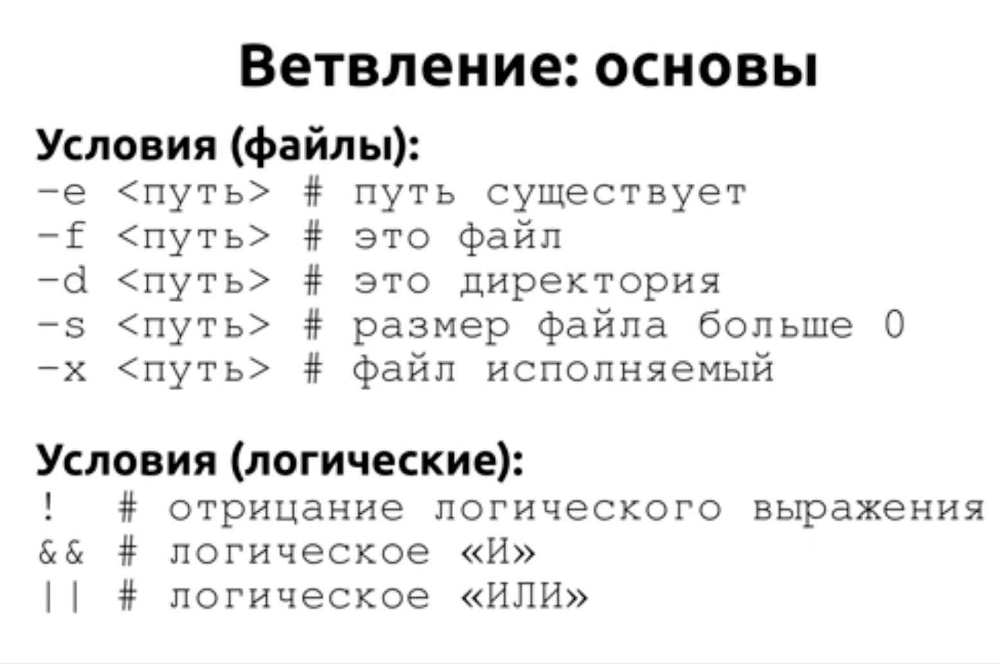 Ветвление: основы
Условия (файлы):
-e <путь> # путь существует
-f <путь> # это файл
-d <путь> # это директория
-s <путь> # размер файла больше 0
-x <путь> # файл исполняемый
Условия (логические):
! # отрицание логического выражения
&& # логическое «И»
|| # логическое «ИЛИ»